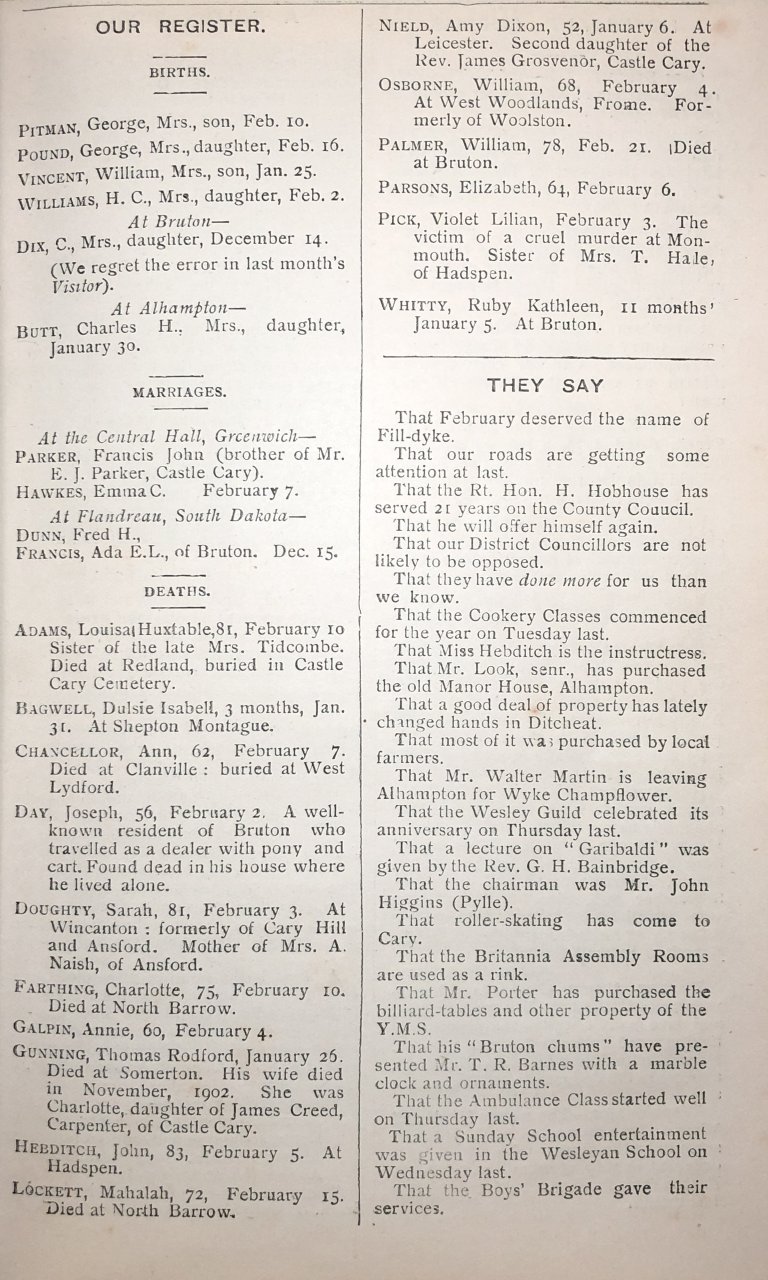 OUR REGISTER.
BIRTHS.
PITMAN, George, Mrs., son, Feb. 10.
POUND, George, Mrs., daughter, Feb. 16.
VINCENT, William, Mrs., son, Jan. 25.
WILLIAMS, H. C., Mrs., daughter, Feb. 2.
At Bruton—
DIX, C., Mrs., daughter, December 14.
(We regret the error in last month's
Visitor).
At Alhampton—
BUTT, Charles H., Mrs., daughter,
January 30.
MARRIAGES.
At the Central Hall, Greenwich—
PARKER, Francis John (brother of Mr.
E. J. Parker, Castle Cary).
HAWKES, Emma C. February 7.
At Flandreau, South Dakota—
DUNN, Fred H.,
FRANCIS, Ada E.L., of Bruton. Dec. 15.
DEATHS.
ADAMS, Louisa Huxtable, 81, February 10
Sister of the late Mrs. Tidcombe.
Died at Redland, buried in Castle
Cary Cemetery.
BAGWELL, Dulsie Isabell, 3 months, Jan.
31. At Shepton Montague.
CHANCELLOR, Ann, 62, February 7.
Died at Clanville : buried at West
Lydford.
DAY, Joseph, 56, February 2. A well-
known resident of Bruton who
travelled as a dealer with pony and
cart. Found dead in his house where
he lived alone.
DOUGHTY, Sarah, 81, February 3. At
Wincanton : formerly of Cary Hill
and Ansford. Mother of Mrs. A.
Naish, of Ansford.
FARTHING, Charlotte, 75, February 10.
Died at North Barrow.
GALPIN, Annie, 60, February 4.
GUNNING, Thomas Rodford, January 26.
Died at Somerton. His wife died
in November, 1902. She was
Charlotte, daughter of James Creed,
Carpenter, of Castle Cary.
HEBDITCH, John, 83, February 5. At
Hadspen.
LOCKETT, Mahalah, 72, February 15.
Died at North Barrow.
NIELD, Amy Dixon, 52, January 6. At
Leicester. Second daughter of the
Rev. James Grosvenor, Castle Cary.
OSBORNE, William, 68, February 4.
At West Woodlands, Frome. For-
merly of Woolston.
PALMER, William, 78, Feb. 21. Died
at Bruton.
PARSONS, Elizabeth, 64, February 6.
PICK, Violet Lilian, February 3. The
victim of a cruel murder at Mon-
mouth. Sister of Mrs. T. Hale,
of Hadspen.
WHITTY, Ruby Kathleen, 11 months'
January 5. At Bruton.
THEY SAY
That February deserved the name of
Fill-dyke.
That our roads are getting some
attention at last.
That the Rt. Hon. H. Hobhouse has
served 21 years on the County Couucil.
That he will offer himself again.
That our District Councillors are not
likely to be opposed.
That they have done more for us than
we know.
That the Cookery Classes commenced
for the year on Tuesday last.
That Miss Hebditch is the instructress.
That Mr. Look, senr., has purchased
the old Manor House, Alhampton.
That a good deal of property has lately
changed hands in Ditcheat.
That most of it was purchased by local
farmers.
That Mr. Walter Martin is leaving
Alhampton for Wyke Champflower.
That the Wesley Guild celebrated its
anniversary on Thursday last.
That a lecture on "Garibaldi" was
given by the Rev. G. H. Bainbridge.
That the chairman was Mr. John
Higgins (Pylle).
That roller-skating has come to
Cary.
That the Britannia Assembly Rooms
are used as a rink.
That Mr. Porter has purchased the
billiard-tables and other property of the
Y.M.S.
That his "Bruton chums" have pre-
sented Mr. T. R. Barnes with a marble
clock and ornaments.
That the Ambulance Class started well
on Thursday last.
That a Sunday School entertainment
was given in the Wesleyan School on
Wednesday last.
That the Boys' Brigade gave their
services.